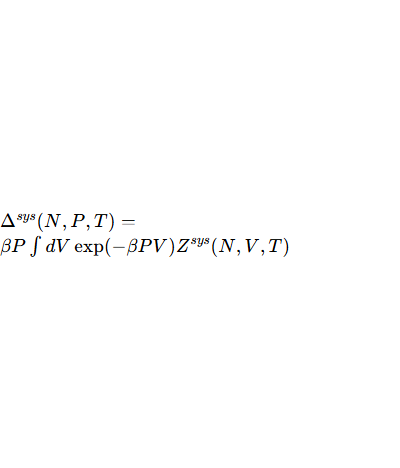 Δ^{sys}(N, P, T) =
βP ∫ dV exp(−βPV)Z^{sys}(N, V, T)